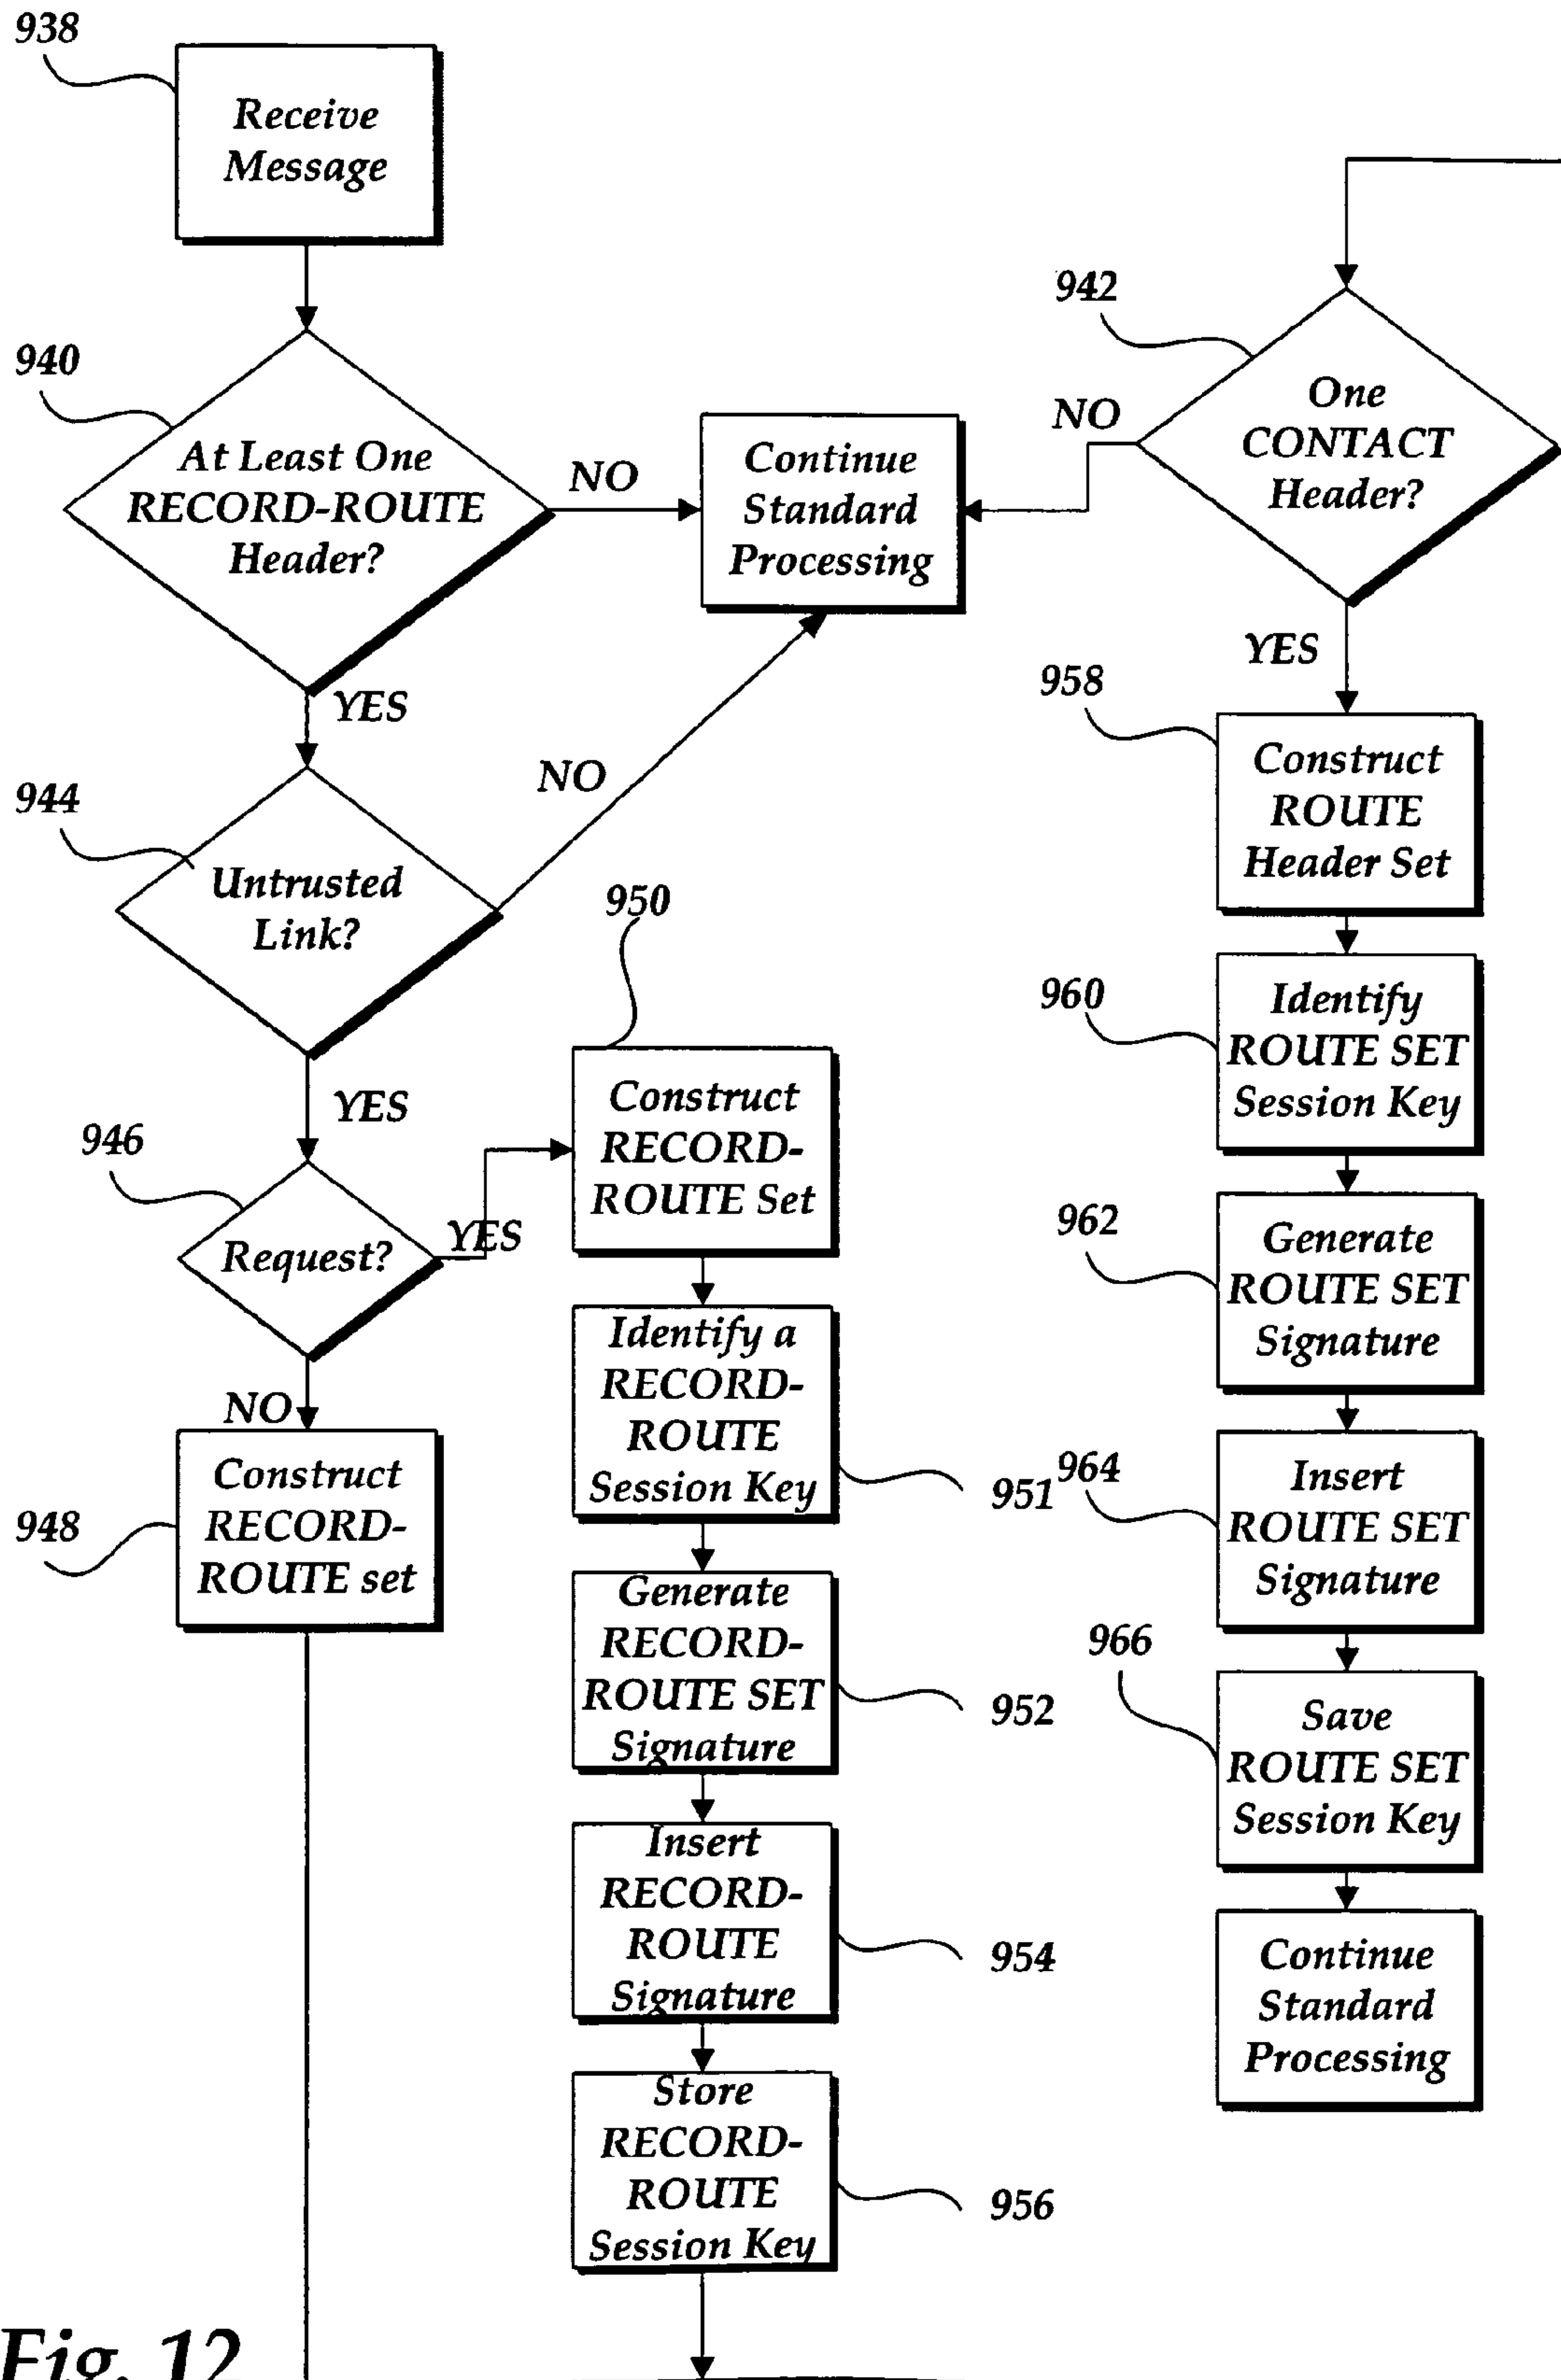 938
Receive
Message
940
At Least One
RECORD-ROUTE
Header?
NO
YES
Continue
Standard
Processing
944
Untrusted
Link?
NO
YES
946
Request?
YES
NO
948
Construct
RECORD-
ROUTE set
950
Construct
RECORD-
ROUTE Set
Identify a
RECORD-
ROUTE
Session Key
951
Generate
RECORD-
ROUTE SET
Signature
952
Insert
RECORD-
ROUTE
Signature
954
Store
RECORD-
ROUTE
Session Key
956
942
One
CONTACT
Header?
NO
YES
958
Construct
ROUTE
Header Set
960
Identify
ROUTE SET
Session Key
962
Generate
ROUTE SET
Signature
964
Insert
ROUTE SET
Signature
966
Save
ROUTE SET
Session Key
Continue
Standard
Processing
Fig. 12